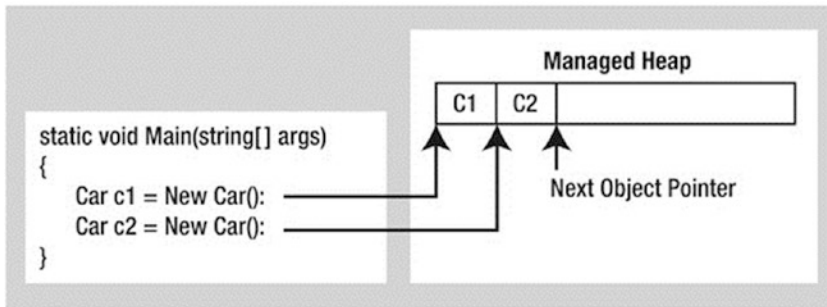 Managed Heap
C1 C2
static void Main(string[] args)
{
Car c1 = New Car():
Car c2 = New Car():
}
Next Object Pointer